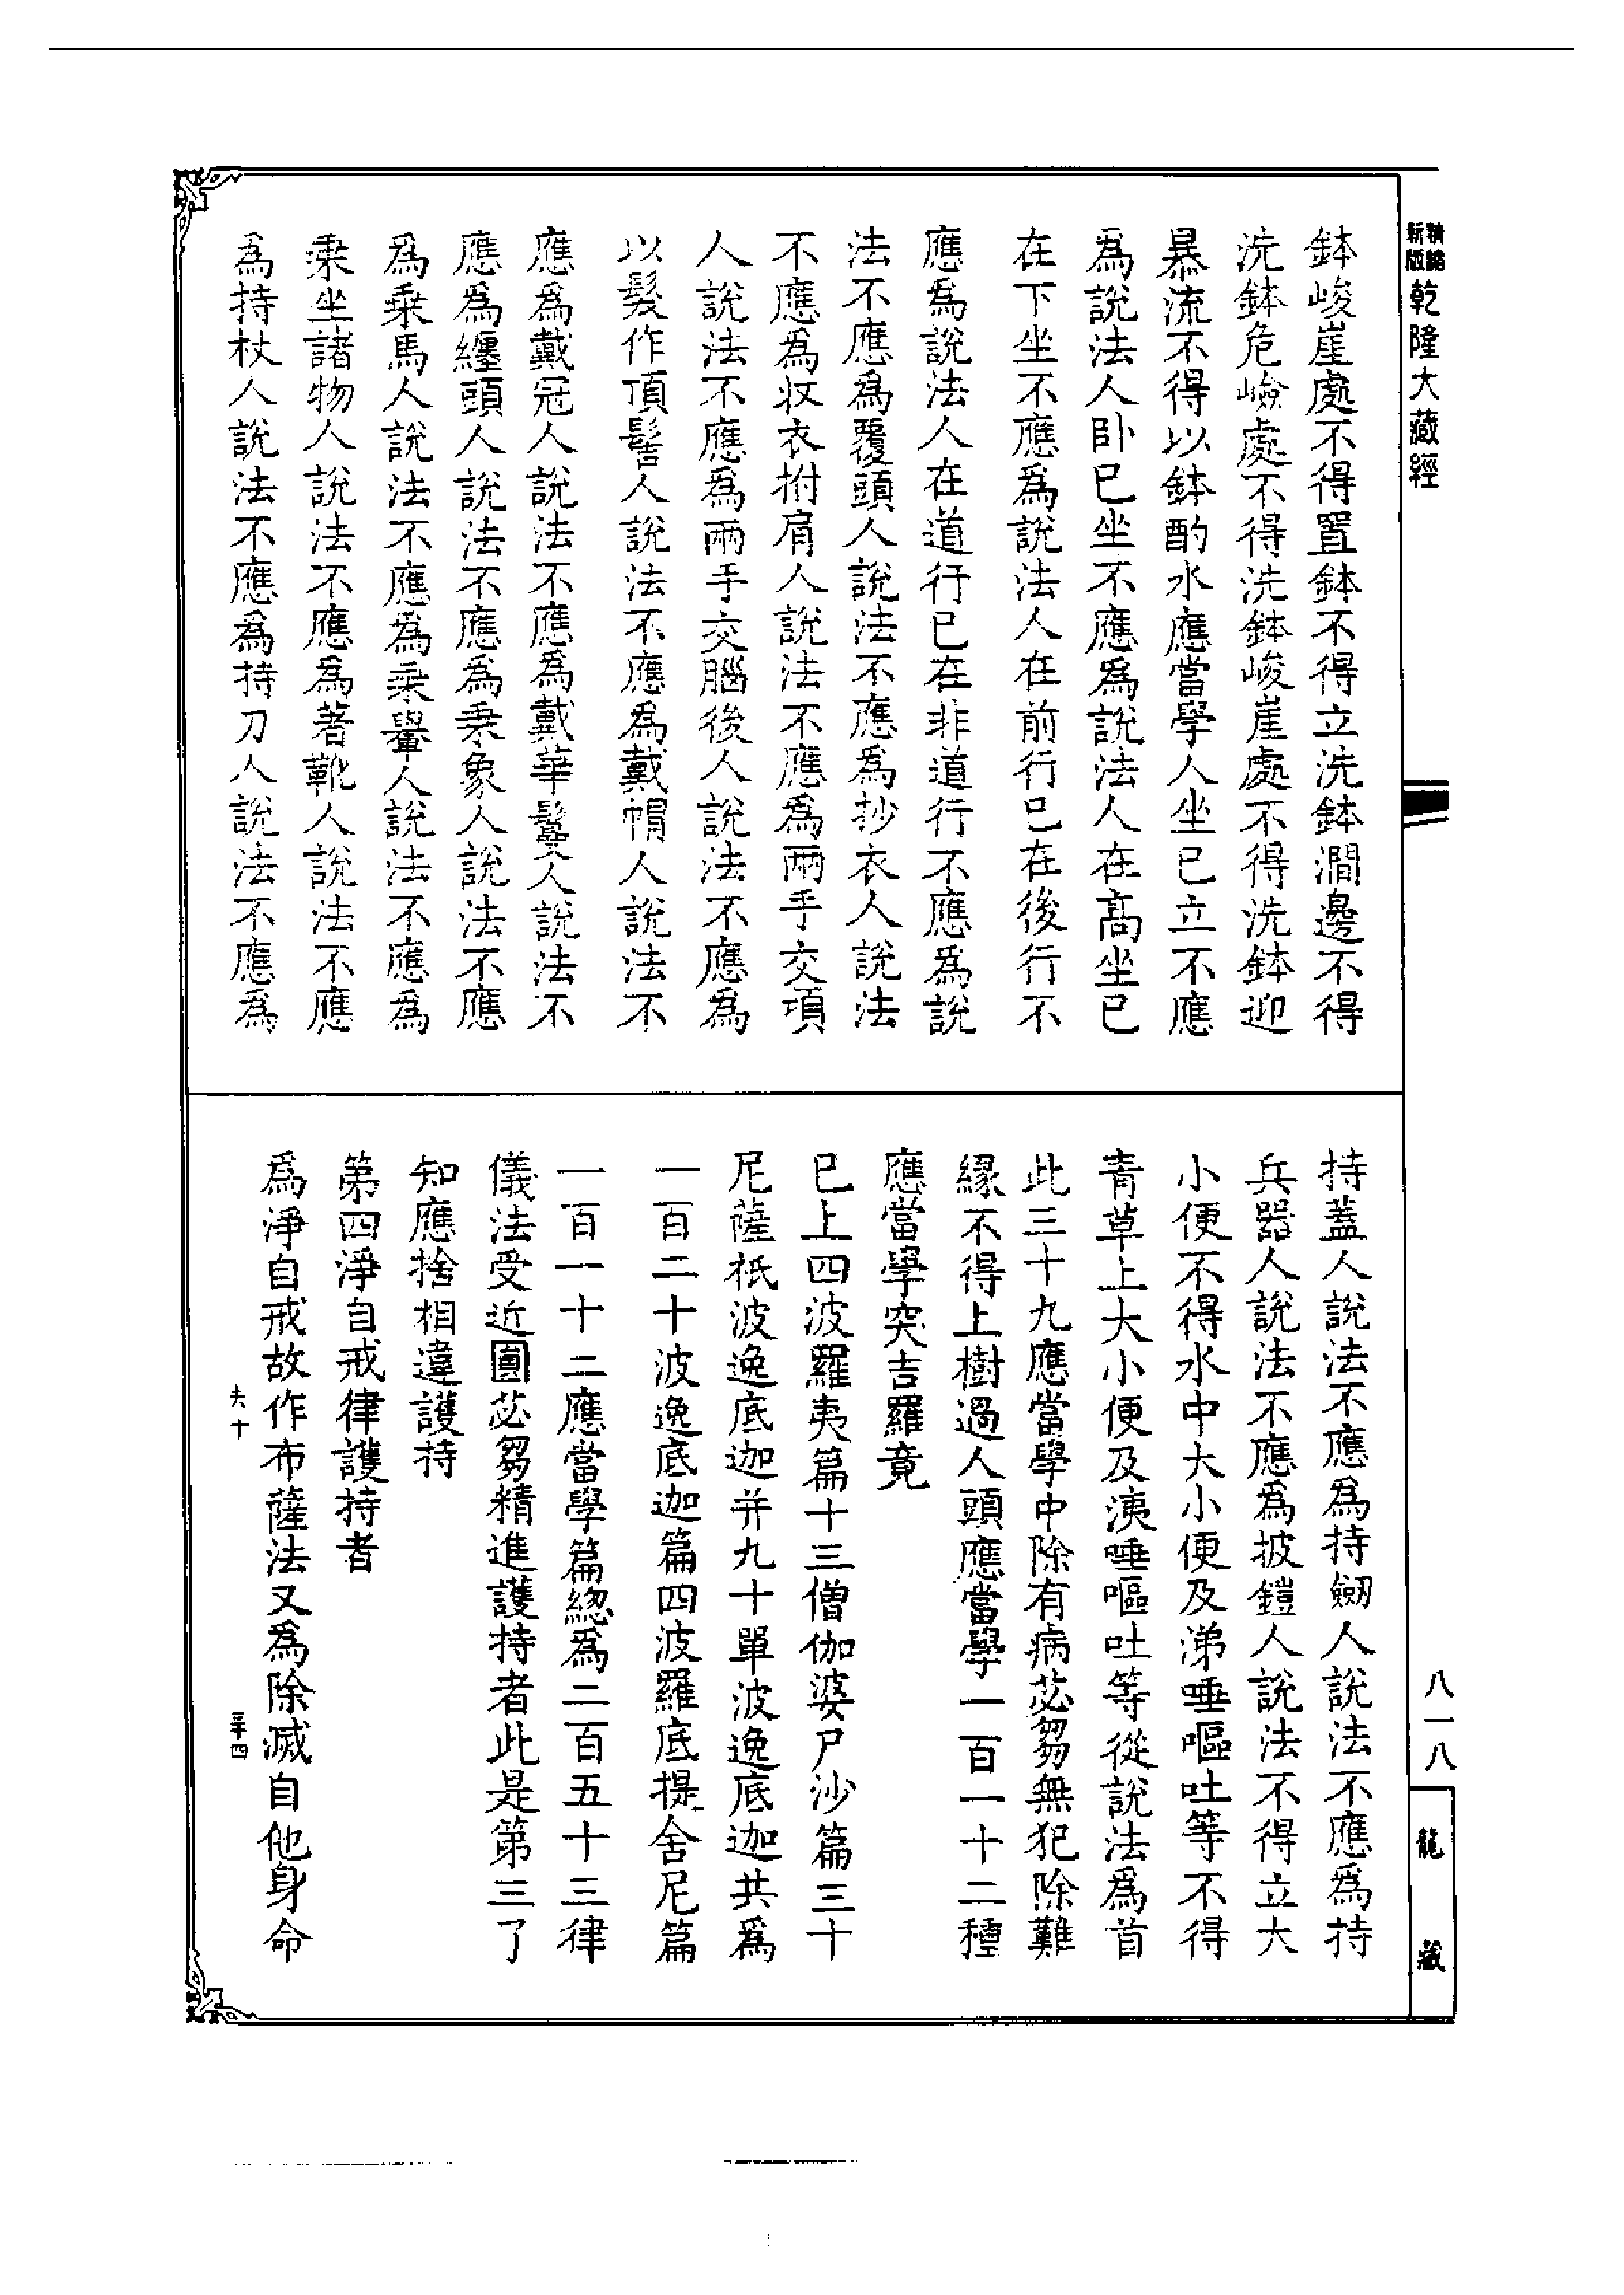 新版 精縮 乾隆大藏經
鉢峻崖處不得置鉢不得立洗鉢澗邊不得
洗鉢危嶮處不得洗鉢峻崖處不得洗鉢迎
暴流不得以鉢酌水應當學人坐已立不應
為說法人臥已坐不應爲說法人在高坐已
在下坐不應爲說法人在前行已在後行不
應爲說法人在道行已在非道行不應爲說
法不應爲覆頭人說法不應為抄衣人說法
不應為収衣拊肩人說法不應爲兩手交項
人說法不應爲兩手交腦後人說法不應爲
以髮作頂髻人說法不應爲戴帽人說法不
應爲戴冠人說法不應爲戴華鬘人說法不
應爲纏頭人說法不應爲乘象人說法不應
爲乘馬人說法不應爲乘轝人說法不應爲
乘坐諸物人說法不應爲著靴人說法不應
爲持杖人說法不應爲持刀人說法不應爲
持蓋人說法不應爲持劒人說法不應爲持
兵器人說法不應爲披鎧人說法不得立大
小便不得水中大小便及涕唾嘔吐等不得
青草上大小便及洟唾嘔吐等從說法爲首
此三十九應當學中除有病苾芻無犯除難
緣不得上樹過人頭應當學一百一十二種
應當學突吉羅竟
已上四波羅夷篇十三僧伽婆尸沙篇三十
尼薩祇波逸底迦并九十單波逸底迦共爲
一百二十波逸底迦篇四波羅底提舍尼篇
一百一十二應當學篇緫爲二百五十三律
儀法受近圓苾芻精進護持者此是第三了
知應捨相違護持
第四淨自戒律護持者
爲淨自戒故作布薩法又爲除滅自他身命
夫十
二十四
八一八
龍藏